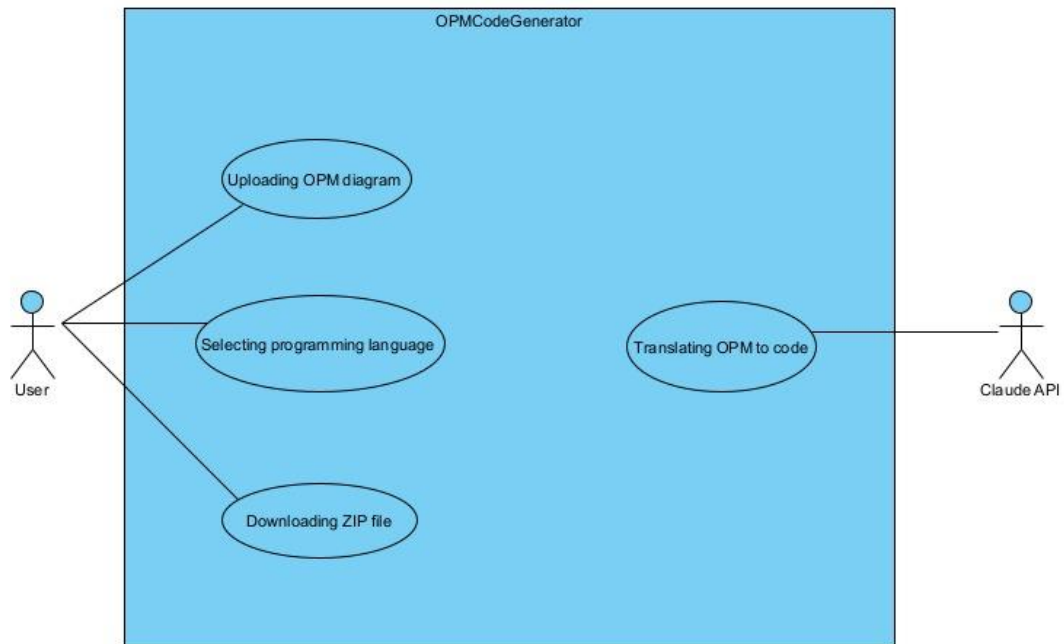 OPMCodeGenerator
Uploading OPM diagram
Selecting programming language
Translating OPM to code
User
Claude API
Downloading ZIP file